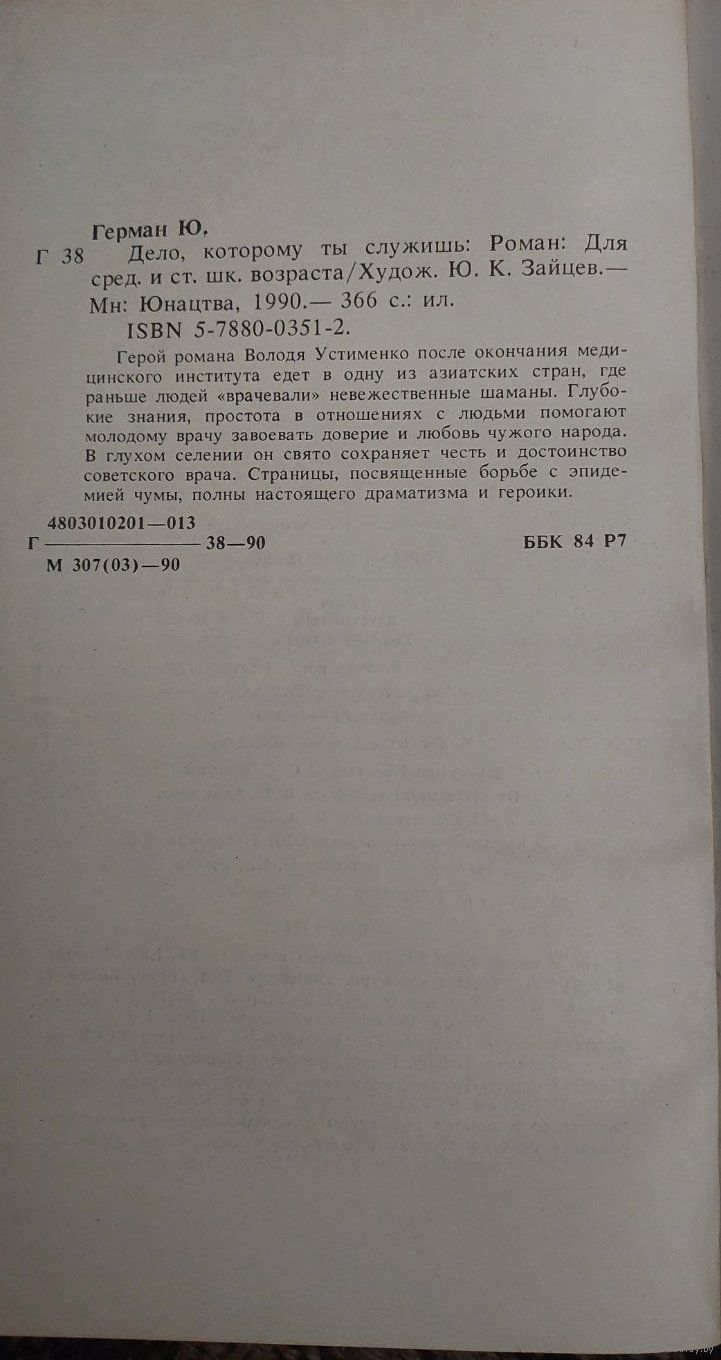 Герман Ю.
Г 38 Дело, которому ты служишь: Роман: Для
сред. и ст. шк. возраста/Худож. Ю. К. Зайцев.—
Мн: Юнацтва, 1990.— 366 с.: ил.
ISBN 5-7880-0351-2.
Герой романа Володя Устименко после окончания меди-
цинского института едет в одну из азиатских стран, где
раньше людей «врачевали» невежественные шаманы. Глубо-
кие знания, простота в отношениях с людьми помогают
молодому врачу завоевать доверие и любовь чужого народа.
В глухом селении он свято сохраняет честь и достоинство
советского врача. Страницы, посвященные борьбе с эпиде-
мией чумы, полны настоящего драматизма и героики.
4803010201—013
Г ———— 38—90 ББК 84 Р7
М 307(03)—90